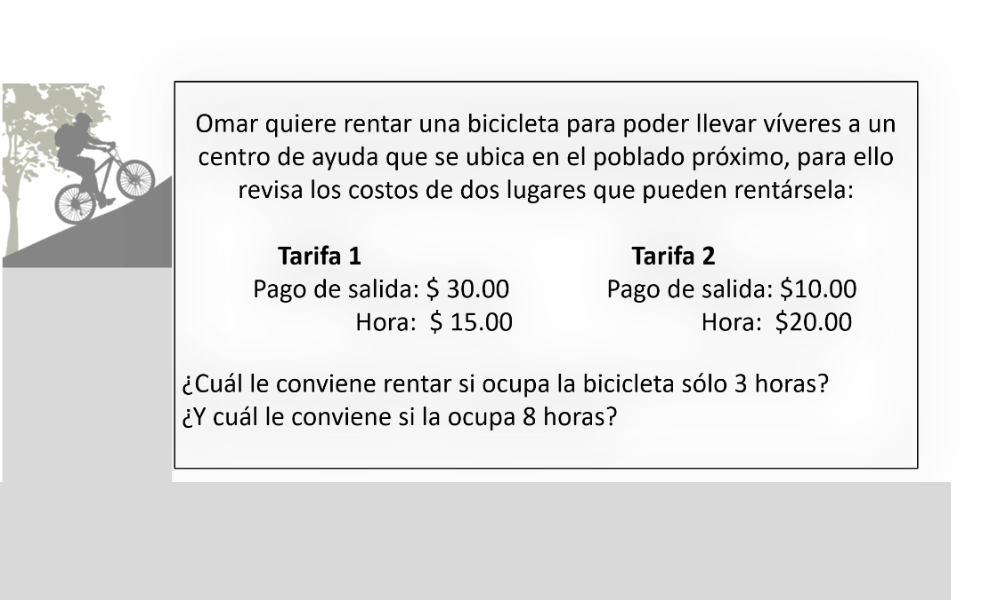 Omar quiere rentar una bicicleta para poder llevar víveres a un
centro de ayuda que se ubica en el poblado próximo, para ello
revisa los costos de dos lugares que pueden rentársela:
Tarifa 1
Pago de salida: $ 30.00
Hora: $ 15.00
Tarifa 2
Pago de salida: $10.00
Hora: $20.00
¿Cuál le conviene rentar si ocupa la bicicleta sólo 3 horas?
¿Y cuál le conviene si la ocupa 8 horas?